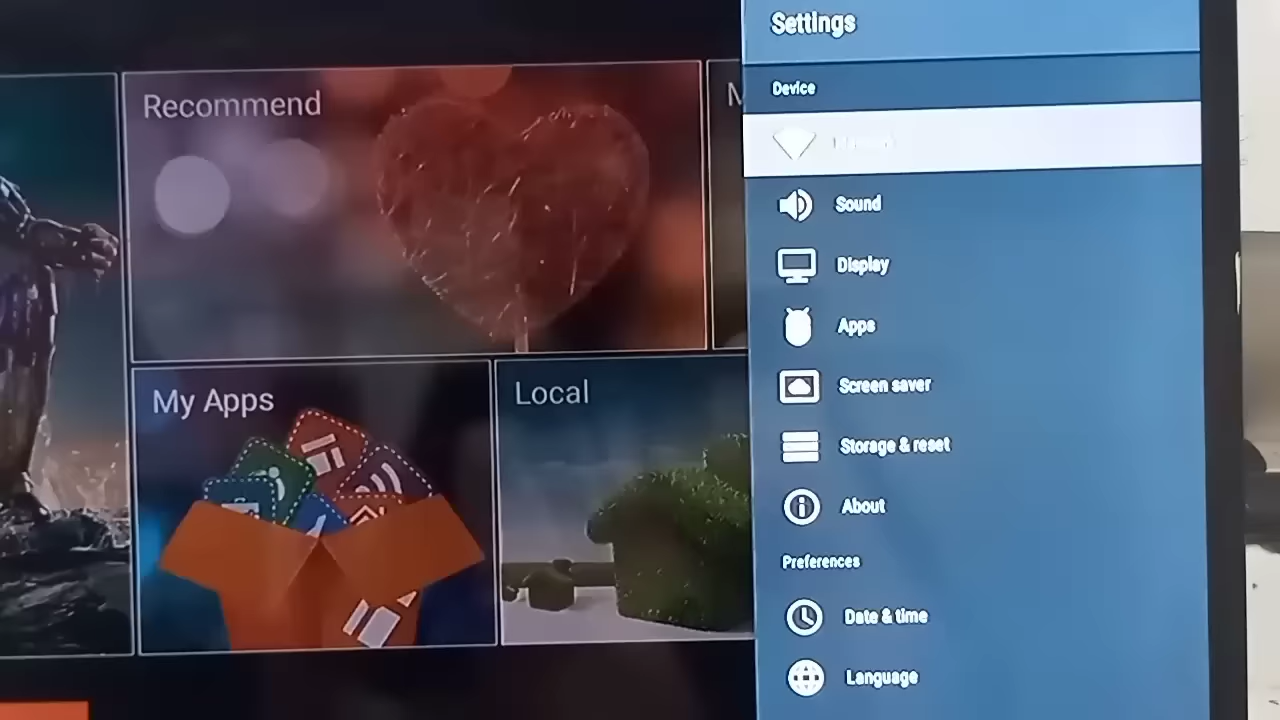 Settings
Device
Sound
Display
Apps
Screen saver
Storage & reset
About
Preferences
Date & time
Language
Recommend
My Apps
Local